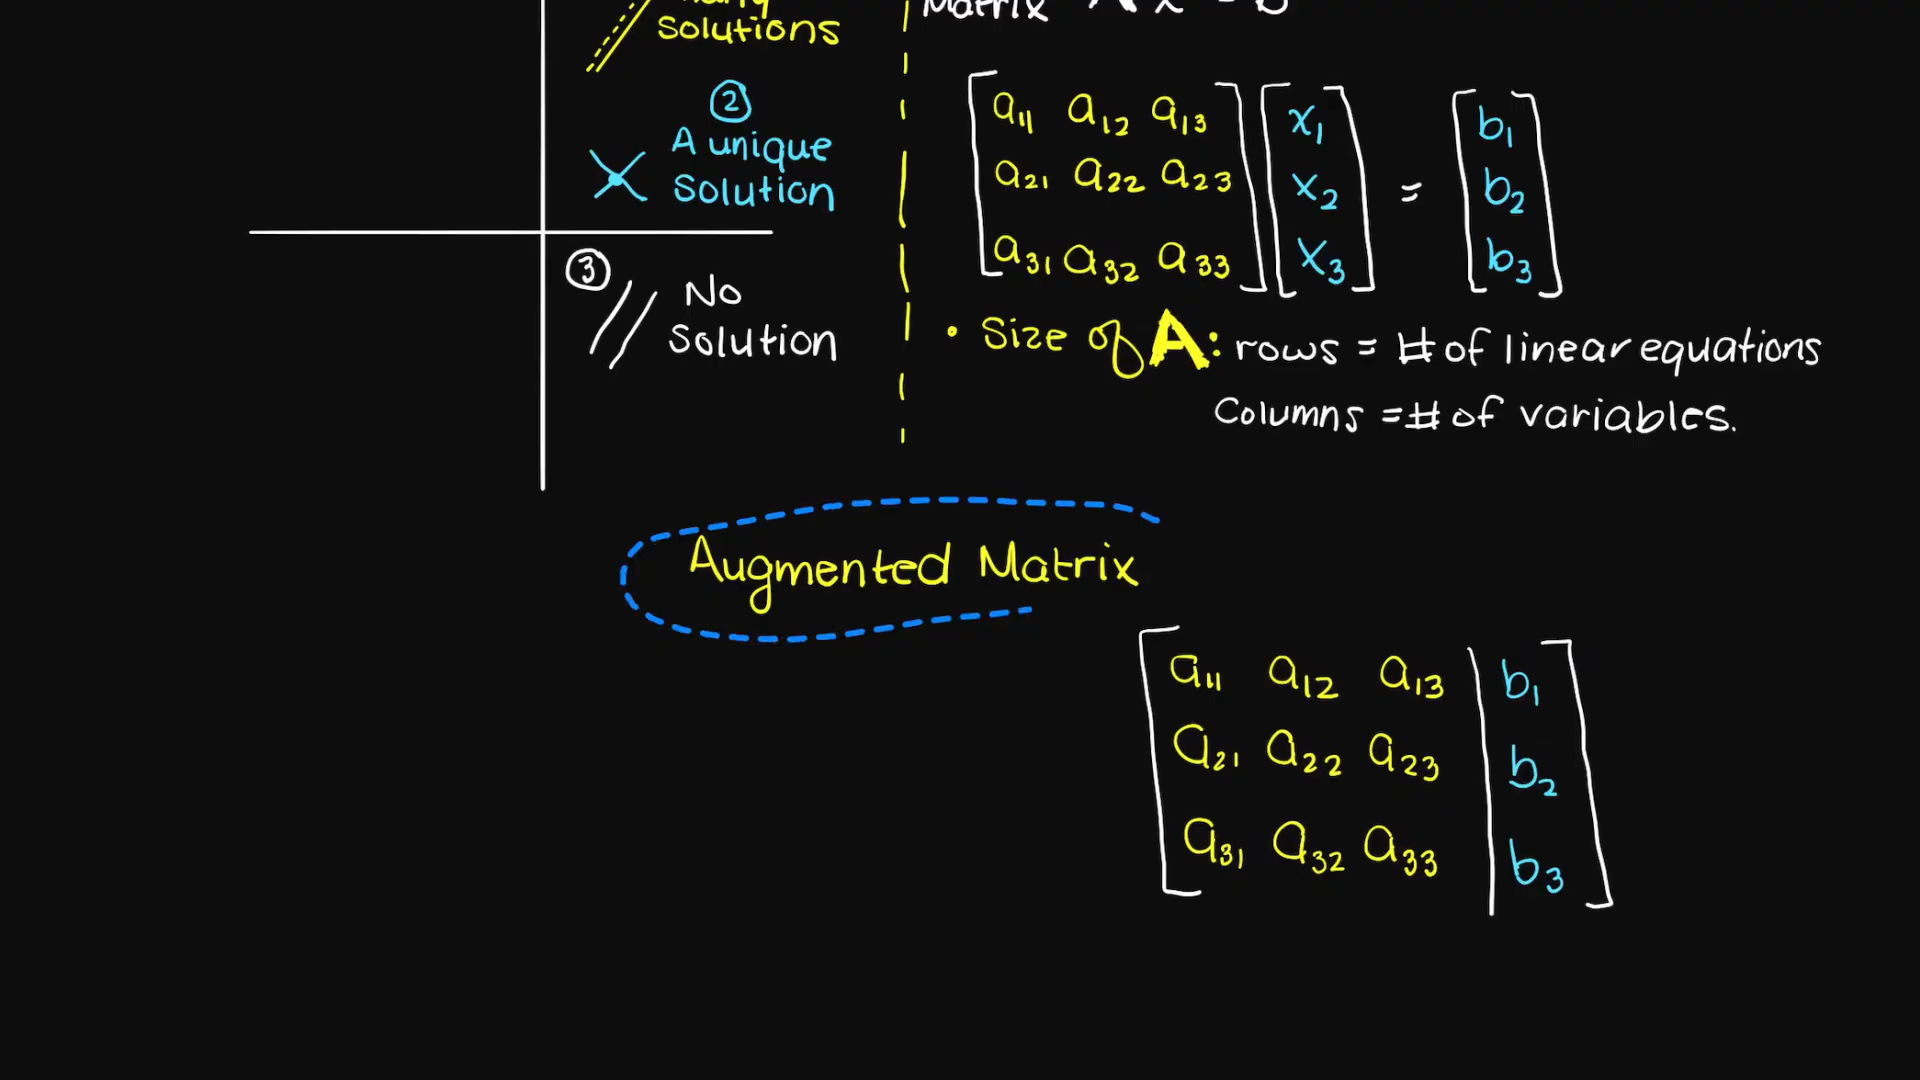 solutions
②
A unique
Solution
③
No
Solution
Matrix A x = b
[a11 a12 a13] [x1] = [b1]
[a21 a22 a23] [x2] = [b2]
[a31 a32 a33] [x3] = [b3]
• Size of A: rows = # of linear equations
Columns = # of variables.
Augmented Matrix
[a11 a12 a13 | b1]
[a21 a22 a23 | b2]
[a31 a32 a33 | b3]